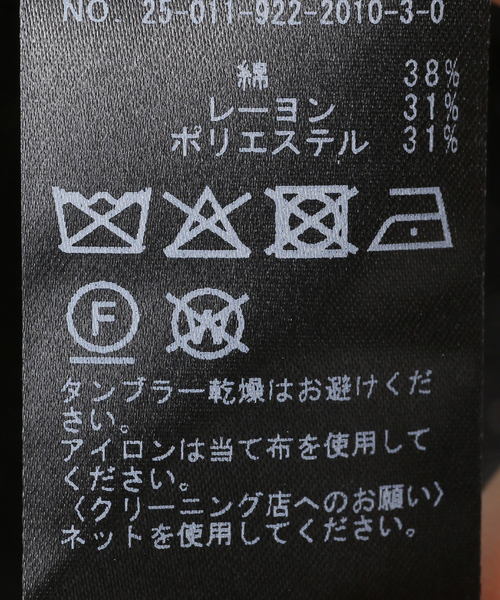 NO. 25-011-922-2010-3-0
綿 38%
レーヨン 31%
ポリエステル 31%
F
W
タンブラー乾燥はお避けくだ
さい。
アイロンは当て布を使用して
ください。
〈クリーニング店へのお願い〉
ネットを使用してください。